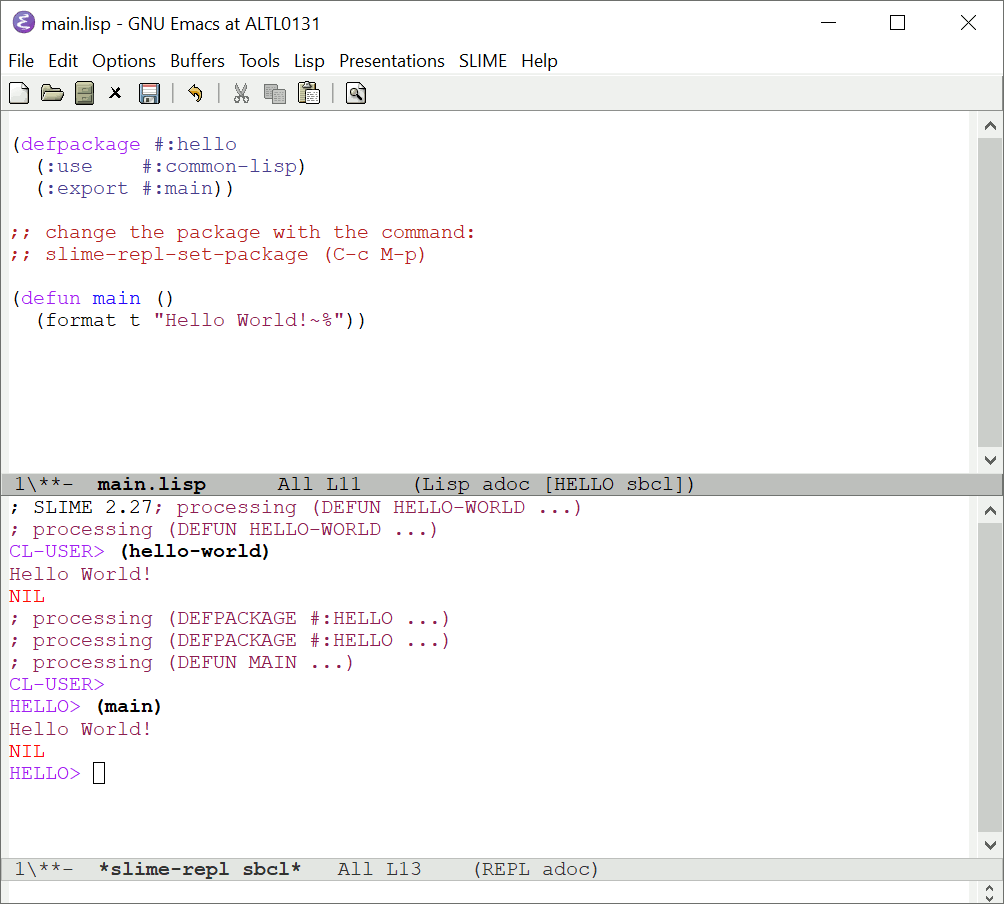 main.lisp - GNU Emacs at ALTL0131
File Edit Options Buffers Tools Lisp Presentations SLIME Help
(defpackage #:hello
  (:use    #:common-lisp)
  (:export #:main))
;; change the package with the command:
;; slime-repl-set-package (C-c M-p)
(defun main ()
  (format t "Hello World!~%"))
1\**-  main.lisp      All L11    (Lisp adoc [HELLO sbcl])
; SLIME 2.27; processing (DEFUN HELLO-WORLD ...)
; processing (DEFUN HELLO-WORLD ...)
CL-USER> (hello-world)
Hello World!
NIL
; processing (DEFPACKAGE #:HELLO ...)
; processing (DEFPACKAGE #:HELLO ...)
; processing (DEFUN MAIN ...)
CL-USER>
HELLO> (main)
Hello World!
NIL
HELLO>
1\**-  *slime-repl sbcl*   All L13    (REPL adoc)